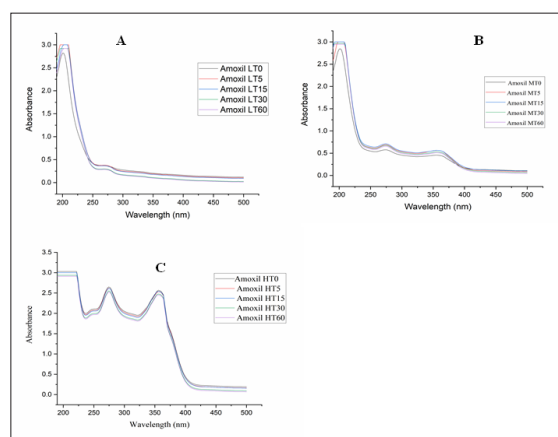 A
Amoxil LT0
Amoxil LT5
Amoxil LT15
Amoxil LT30
Amoxil LT60
Absorbance
3.0
2.5
2.0
1.5
1.0
0.5
0.0
200 250 300 350 400 450 500
Wavelength (nm)
B
Amoxil MT0
Amoxil MT5
Amoxil MT15
Amoxil MT30
Amoxil MT60
Absorbance
3.0
2.5
2.0
1.5
1.0
0.5
0.0
200 250 300 350 400 450 500
Wavelength (nm)
C
Amoxil HT0
Amoxil HT5
Amoxil HT15
Amoxil HT30
Amoxil HT60
Absorbance
3.5
3.0
2.5
2.0
1.5
1.0
0.5
0.0
200 250 300 350 400 450 500
Wavelength (nm)